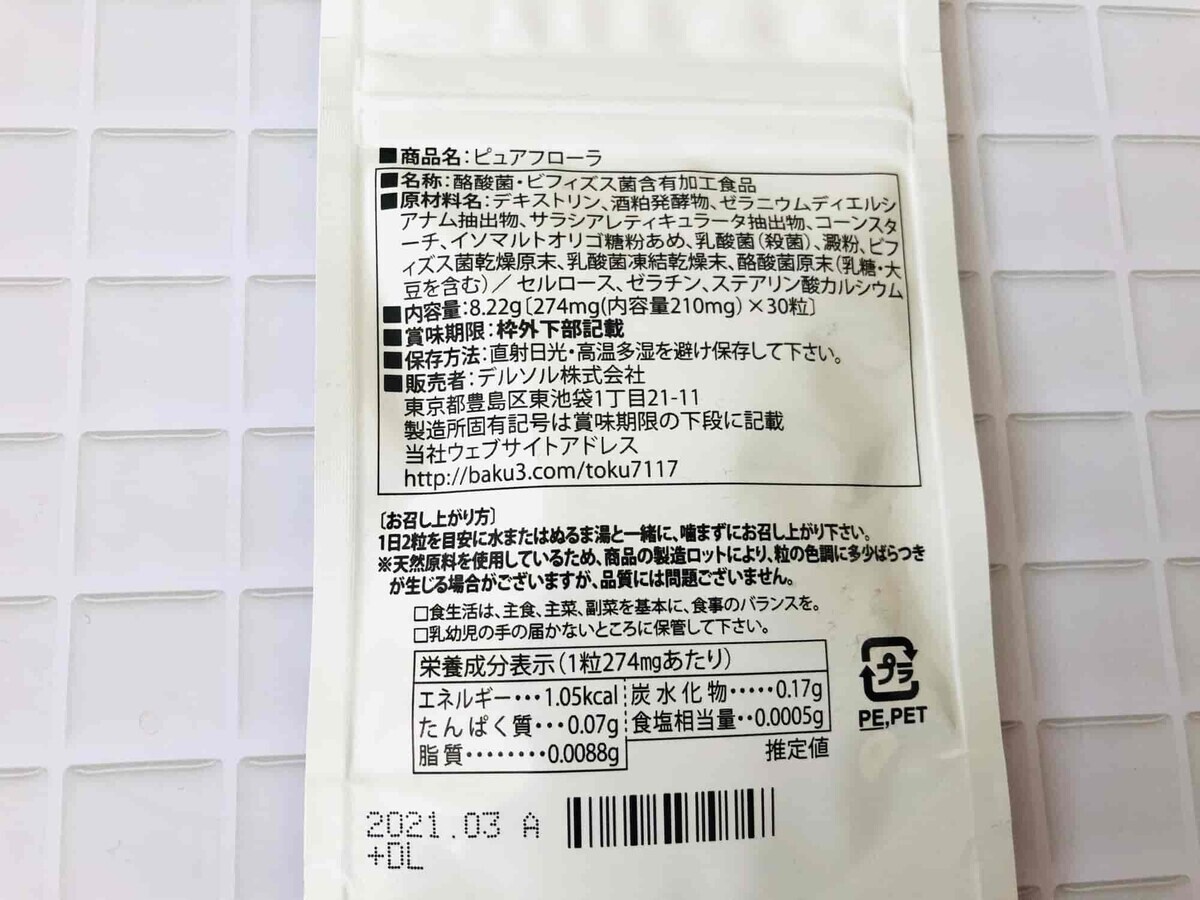 ■商品名：ピュアフローラ
■名称：酪酸菌・ビフィズス菌含有加工食品
■原材料名：デキストリン、酒粕発酵物、ゼラニウムディエルシ
アナム抽出物、サラシアレティキュラータ抽出物、コーンスタ
ーチ、イソマルトオリゴ糖粉あめ、乳酸菌（殺菌）、澱粉、ビフ
ィズス菌乾燥原末、乳酸菌凍結乾燥末、酪酸菌原末（乳糖・大
豆を含む）／セルロース、ゼラチン、ステアリン酸カルシウム
■内容量：8.22g〔274mg(内容量210mg)×30粒〕
■賞味期限：枠外下部記載
■保存方法：直射日光・高温多湿を避け保存して下さい。
■販売者：デルソル株式会社
東京都豊島区東池袋1丁目21-11
製造所固有記号は賞味期限の下段に記載
当社ウェブサイトアドレス
http://baku3.com/toku7117
〔お召し上がり方〕
1日2粒を目安に水またはぬるま湯と一緒に、噛まずにお召し上がり下さい。
※天然原料を使用しているため、商品の製造ロットにより、粒の色調に多少ばらつき
が生じる場合がございますが、品質には問題ございません。
□食生活は、主食、主菜、副菜を基本に、食事のバランスを。
□乳幼児の手の届かないところに保管して下さい。
栄養成分表示（1粒274mgあたり）
エネルギー･･･1.05kcal 炭水化物･････0.17g
たんぱく質･･･0.07g 食塩相当量･･0.0005g
脂質････････0.0088g 推定値
プラ
PE,PET
2021.03 A
+DL